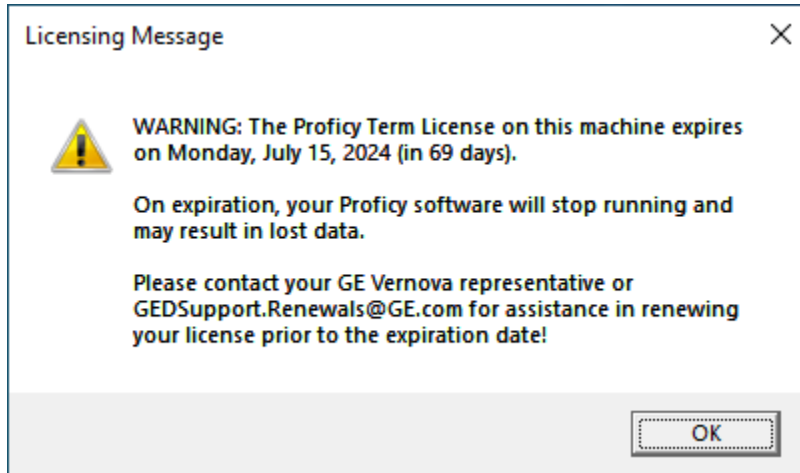 Licensing Message
WARNING: The Proficy Term License on this machine expires
on Monday, July 15, 2024 (in 69 days).
On expiration, your Proficy software will stop running and
may result in lost data.
Please contact your GE Vernova representative or
GEDSupport.Renewals@GE.com for assistance in renewing
your license prior to the expiration date!
OK